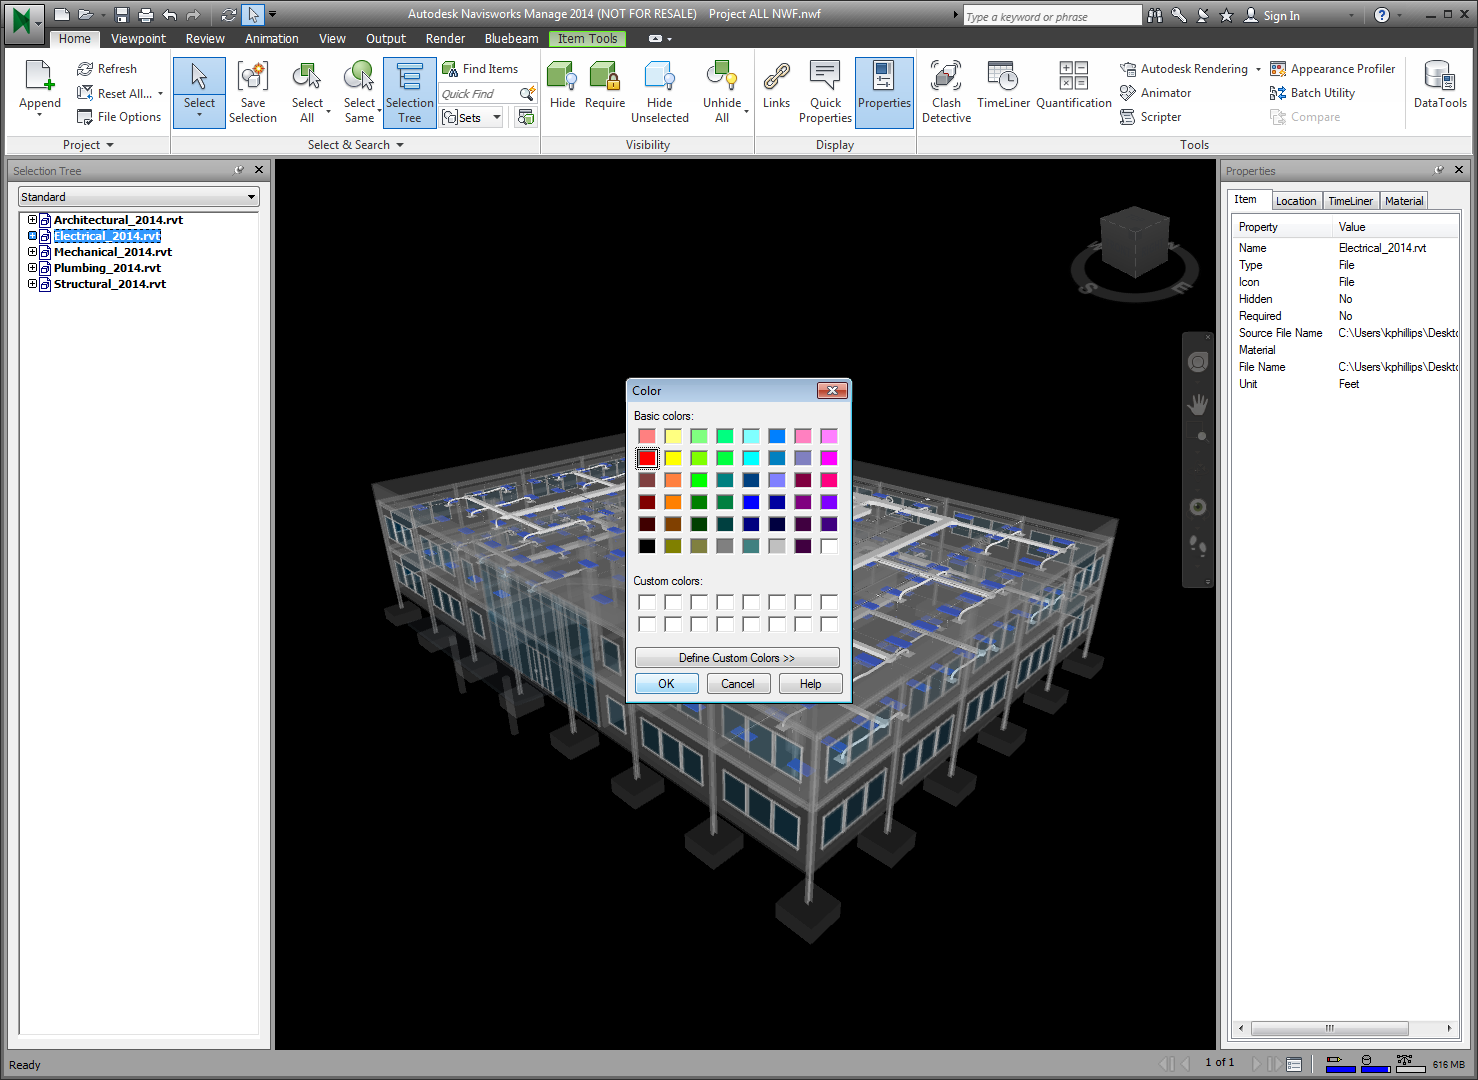 Autodesk Navisworks Manage 2014 (NOT FOR RESALE) Project ALL NWF.nwf
Type a keyword or phrase
Sign In
Home Viewpoint Review Animation View Output Render Bluebeam Item Tools
Append
Refresh
Reset All...
File Options
Project
Select
Save Selection
Select All
Select Same
Selection Tree
Find Items
Quick Find
Sets
Select & Search
Hide
Require
Hide Unselected
Unhide All
Visibility
Links
Quick Properties
Properties
Display
Clash Detective
TimeLiner
Quantification
Autodesk Rendering
Animator
Scripter
Appearance Profiler
Batch Utility
Compare
DataTools
Tools
Selection Tree
Standard
Architectural_2014.rvt
Electrical_2014.rvt
Mechanical_2014.rvt
Plumbing_2014.rvt
Structural_2014.rvt
S E
Color
Basic colors:
Custom colors:
Define Custom Colors >>
OK Cancel Help
Properties
Item Location TimeLiner Material
Property Value
Name Electrical_2014.rvt
Type File
Icon File
Hidden No
Required No
Source File Name C:\Users\kphillips\Deskto
Material
File Name C:\Users\kphillips\Deskto
Unit Feet
Ready
1 of 1
616 MB